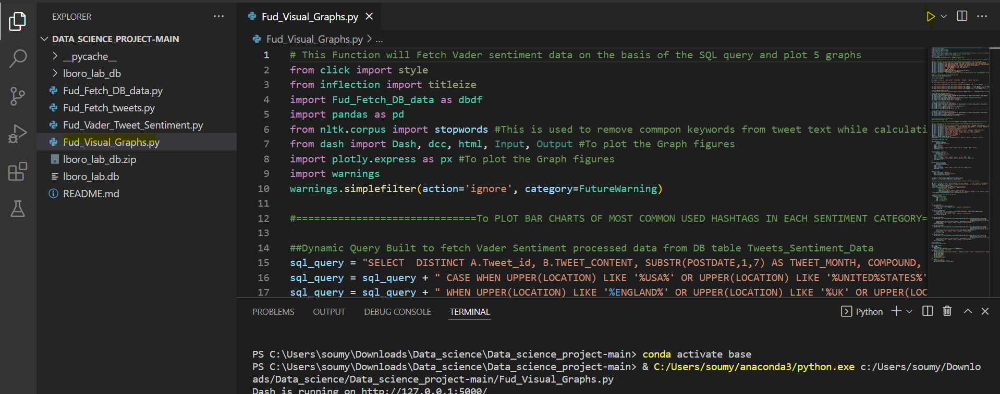 EXPLORER
DATA_SCIENCE_PROJECT-MAIN
__pycache__
lboro_lab_db
Fud_Fetch_DB_data.py
Fud_Fetch_tweets.py
Fud_Vader_Tweet_Sentiment.py
Fud_Visual_Graphs.py
lboro_lab_db.zip
lboro_lab.db
README.md
Fud_Visual_Graphs.py
Fud_Visual_Graphs.py > ...
1 # This Function will Fetch Vader sentiment data on the basis of the SQL query and plot 5 graphs
2 from click import style
3 from inflection import titleize
4 import Fud_Fetch_DB_data as dbdf
5 import pandas as pd
6 from nltk.corpus import stopwords #This is used to remove commpon keywords from tweet text while calculati
7 from dash import Dash, dcc, html, Input, Output #To plot the Graph figures
8 import plotly.express as px #To plot the Graph figures
9 import warnings
10 warnings.simplefilter(action='ignore', category=FutureWarning)
11
12 #==============================To PLOT BAR CHARTS OF MOST COMMON USED HASHTAGS IN EACH SENTIMENT CATEGORY=
13
14 ##Dynamic Query Built to fetch Vader Sentiment processed data from DB table Tweets_Sentiment_Data
15 sql_query = "SELECT  DISTINCT A.Tweet_id, B.TWEET_CONTENT, SUBSTR(POSTDATE,1,7) AS TWEET_MONTH, COMPOUND,
16 sql_query = sql_query + " CASE WHEN UPPER(LOCATION) LIKE '%USA%' OR UPPER(LOCATION) LIKE '%UNITED%STATES%'
17 sql_query = sql_query + " WHEN UPPER(LOCATION) LIKE '%ENGLAND%' OR UPPER(LOCATION) LIKE '%UK' OR UPPER(LOC
PROBLEMS OUTPUT DEBUG CONSOLE TERMINAL
Python
PS C:\Users\soumy\Downloads\Data_science\Data_science_project-main> conda activate base
PS C:\Users\soumy\Downloads\Data_science\Data_science_project-main> & C:/Users/soumy/anaconda3/python.exe c:/Users/soumy/Downlo
ads/Data_science/Data_science_project-main/Fud_Visual_Graphs.py
Dash is running on http://127.0.0.1:5000/